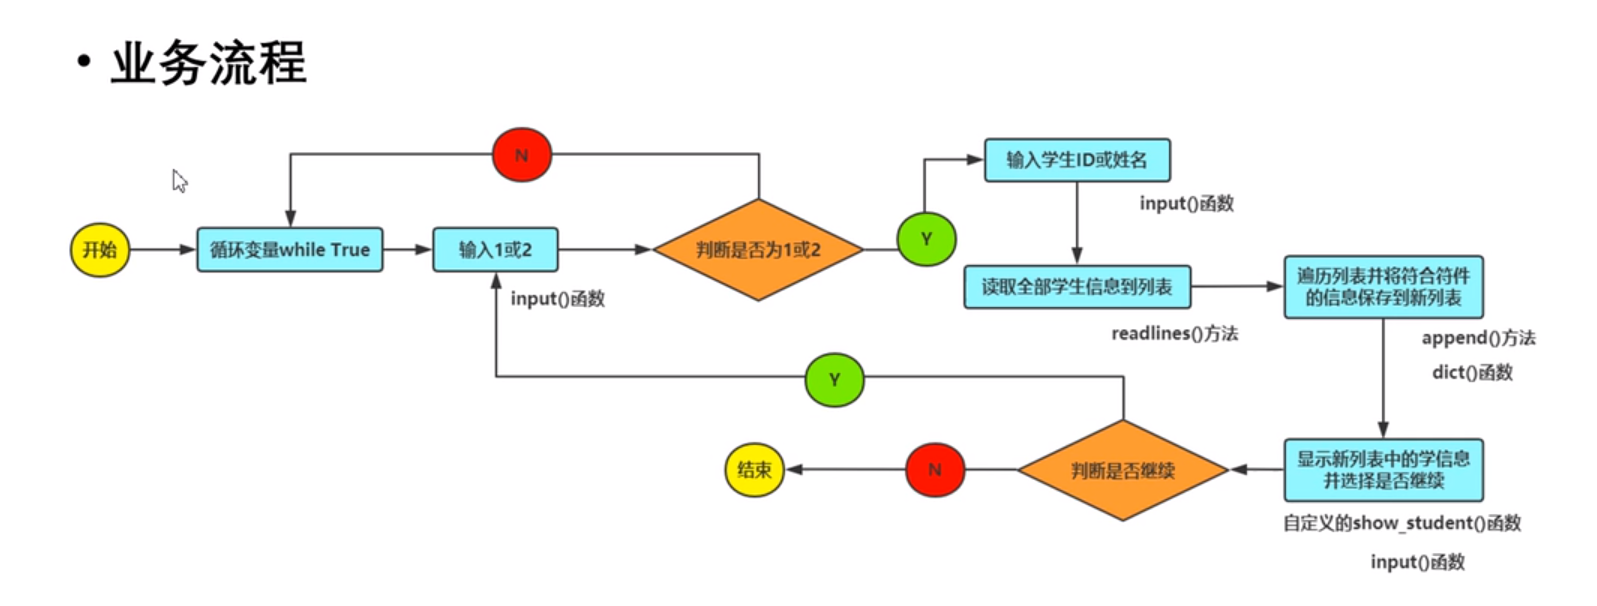 • 业务流程
N
开始
循环变量while True
输入1或2
input()函数
判断是否为1或2
Y
输入学生ID或姓名
input()函数
读取全部学生信息到列表
readlines()方法
遍历列表并将符合符件
的信息保存到新列表
append()方法
dict()函数
显示新列表中的学信息
并选择是否继续
自定义的show_student()函数
input()函数
判断是否继续
Y
N
结束